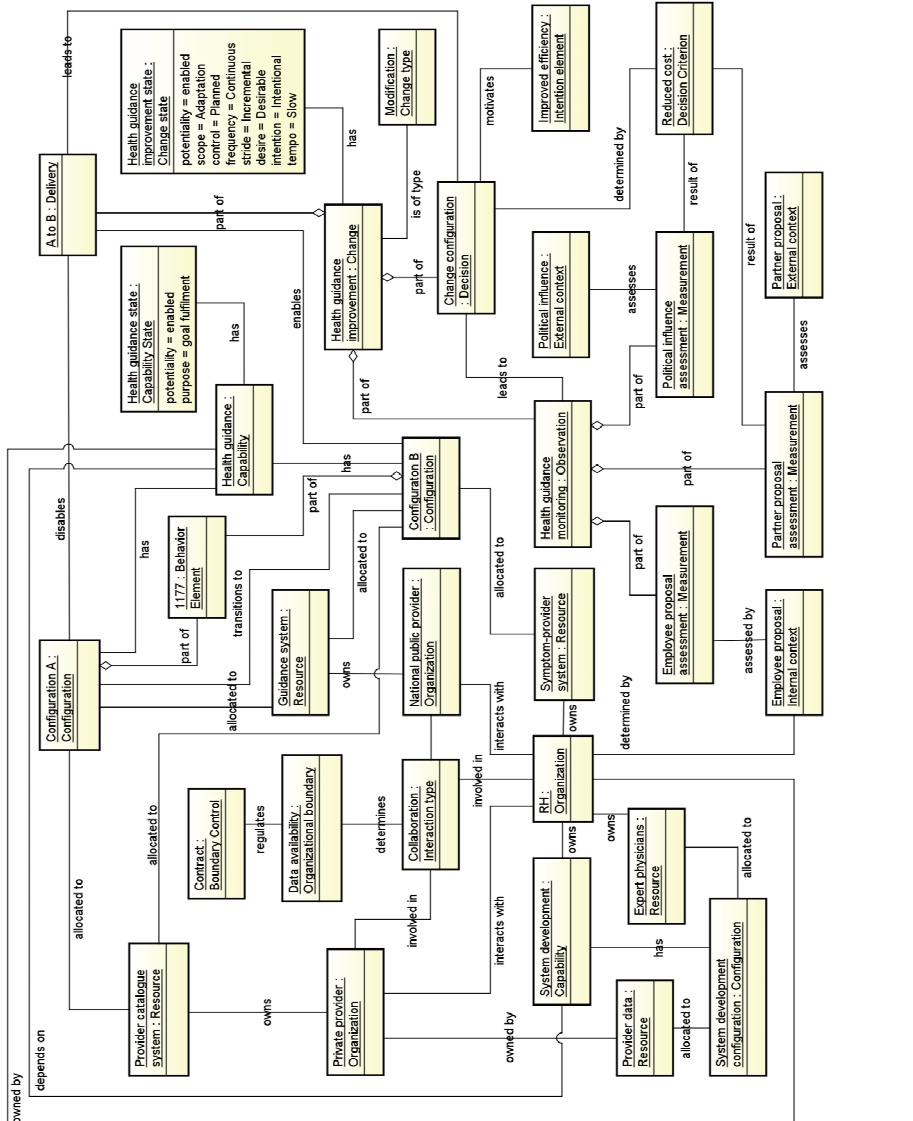 leads to
Health guidance
improvement state :
Change state
potentiality = enabled
scope = Adaptation
control = Planned
frequency = Continuous
stride = Incremental
desire = Desirable
intention = Intentional
tempo = Slow
Modification :
Change type
Improved efficiency :
Intention element
Reduced cost :
Decision Criterion
motivates
has
determined by
A to B : Delivery
part of
is of type
result of
Health guidance state :
Capability State
potentiality = enabled
purpose = goal fulfilment
enables
Health guidance
improvement : Change
part of
Change configuration
: Decision
Political influence :
External context
assesses
Political influence
assessment : Measurement
result of
Partner proposal :
External context
has
part of
leads to
part of
assesses
Health guidance :
Capability
disables
has
1177 : Behavior
Element
part of
has
Configuraton B
: Configuration
Health guidance
monitoring : Observation
part of
Partner proposal
assessment : Measurement
part of
transitions to
allocated to
allocated to
part of
Employee proposal
assessment : Measurement
Configuration A :
Configuration
allocated to
Guidance system :
Resource
owns
National public provider :
Organization
Symptom-provider
system : Resource
assessed by
Employee proposal :
Internal context
interacts with
owns
determined by
allocated to
allocated to
Contract :
Boundary Control
regulates
Data availability :
Organizational boundary
determines
Collaboration :
Interaction type
involved in
RH :
Organization
owns
owns
Expert physicians :
Resource
allocated to
involved in
interacts with
System development :
Capability
has
Provider catalogue
system : Resource
owns
Private provider :
Organization
owned by
Provider data :
Resource
allocated to
System development
configuration : Configuration
depends on
owned by